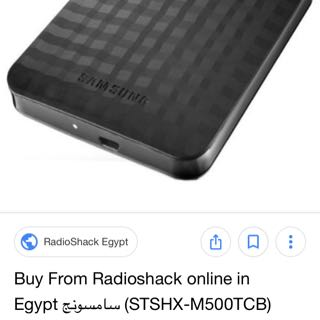 SAMSUNG
RadioShack Egypt
Buy From Radioshack online in
Egypt سامسونج (STSHX-M500TCB)